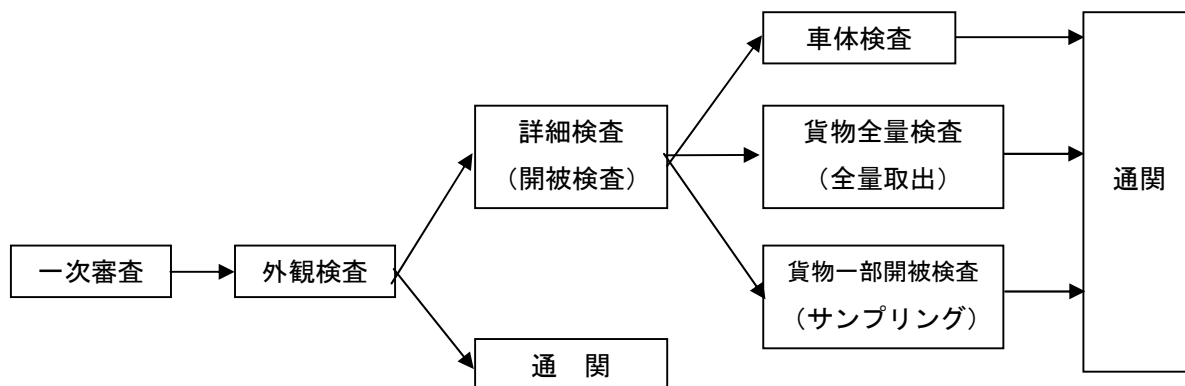 一次審査
外観検査
詳細検査
（開被検査）
通　関
車体検査
貨物全量検査
（全量取出）
貨物一部開被検査
（サンプリング）
通関